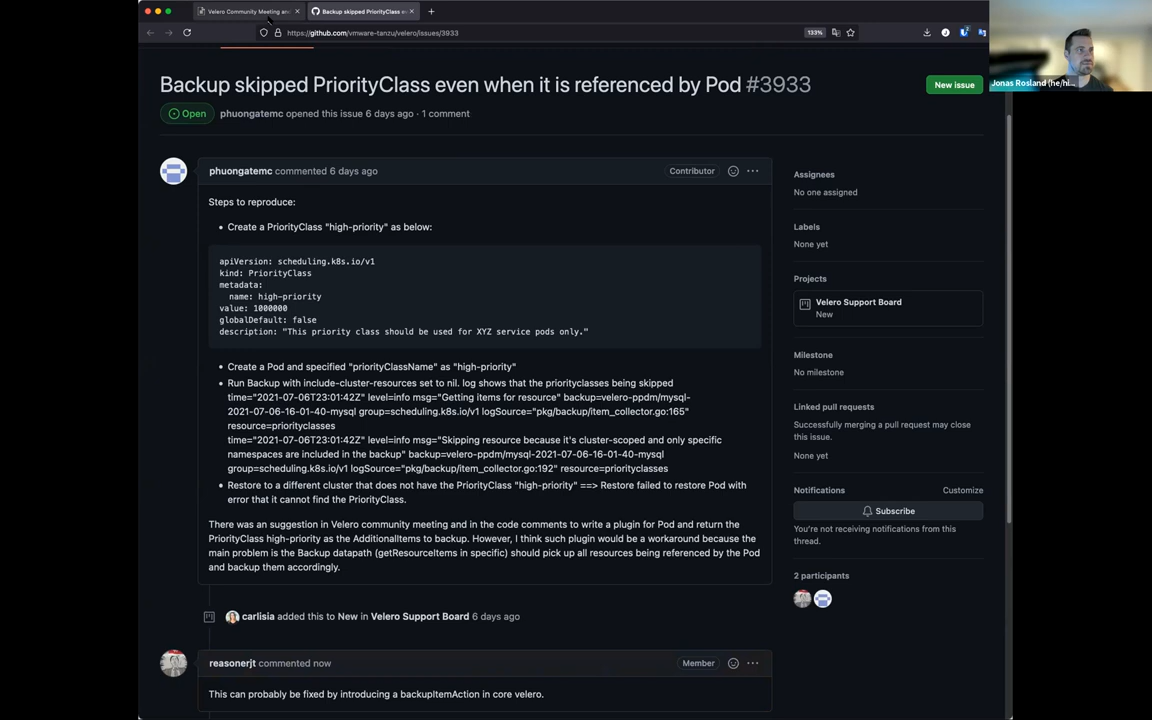 Velero Community Meeting an
Backup skipped PriorityClass e
https://github.com/vmware-tanzu/velero/issues/3933
133%
Jonas Rosland (he/hi...
Backup skipped PriorityClass even when it is referenced by Pod #3933
New issue
Open
phuongatemc opened this issue 6 days ago · 1 comment
phuongatemc commented 6 days ago
Contributor
Steps to reproduce:
• Create a PriorityClass "high-priority" as below:
apiVersion: scheduling.k8s.io/v1
kind: PriorityClass
metadata:
name: high-priority
value: 1000000
globalDefault: false
description: "This priority class should be used for XYZ service pods only."
• Create a Pod and specified "priorityClassName" as "high-priority"
• Run Backup with include-cluster-resources set to nil. log shows that the priorityclasses being skipped
time="2021-07-06T23:01:42Z" level=info msg="Getting items for resource" backup=velero-ppdm/mysql-
2021-07-06-16-01-40-mysql group=scheduling.k8s.io/v1 logSource="pkg/backup/item_collector.go:165"
resource=priorityclasses
time="2021-07-06T23:01:42Z" level=info msg="Skipping resource because it's cluster-scoped and only specific
namespaces are included in the backup" backup=velero-ppdm/mysql-2021-07-06-16-01-40-mysql
group=scheduling.k8s.io/v1 logSource="pkg/backup/item_collector.go:192" resource=priorityclasses
• Restore to a different cluster that does not have the PriorityClass "high-priority" ==> Restore failed to restore Pod with
error that it cannot find the PriorityClass.
There was an suggestion in Velero community meeting and in the code comments to write a plugin for Pod and return the
PriorityClass high-priority as the AdditionalItems to backup. However, I think such plugin would be a workaround because the
main problem is the Backup datapath (getResourceItems in specific) should pick up all resources being referenced by the Pod
and backup them accordingly.
carlisia added this to New in Velero Support Board 6 days ago
reasonerjt commented now
Member
This can probably be fixed by introducing a backupItemAction in core velero.
Assignees
No one assigned
Labels
None yet
Projects
Velero Support Board
New
Milestone
No milestone
Linked pull requests
Successfully merging a pull request may close
this issue.
None yet
Notifications
Customize
Subscribe
You're not receiving notifications from this
thread.
2 participants